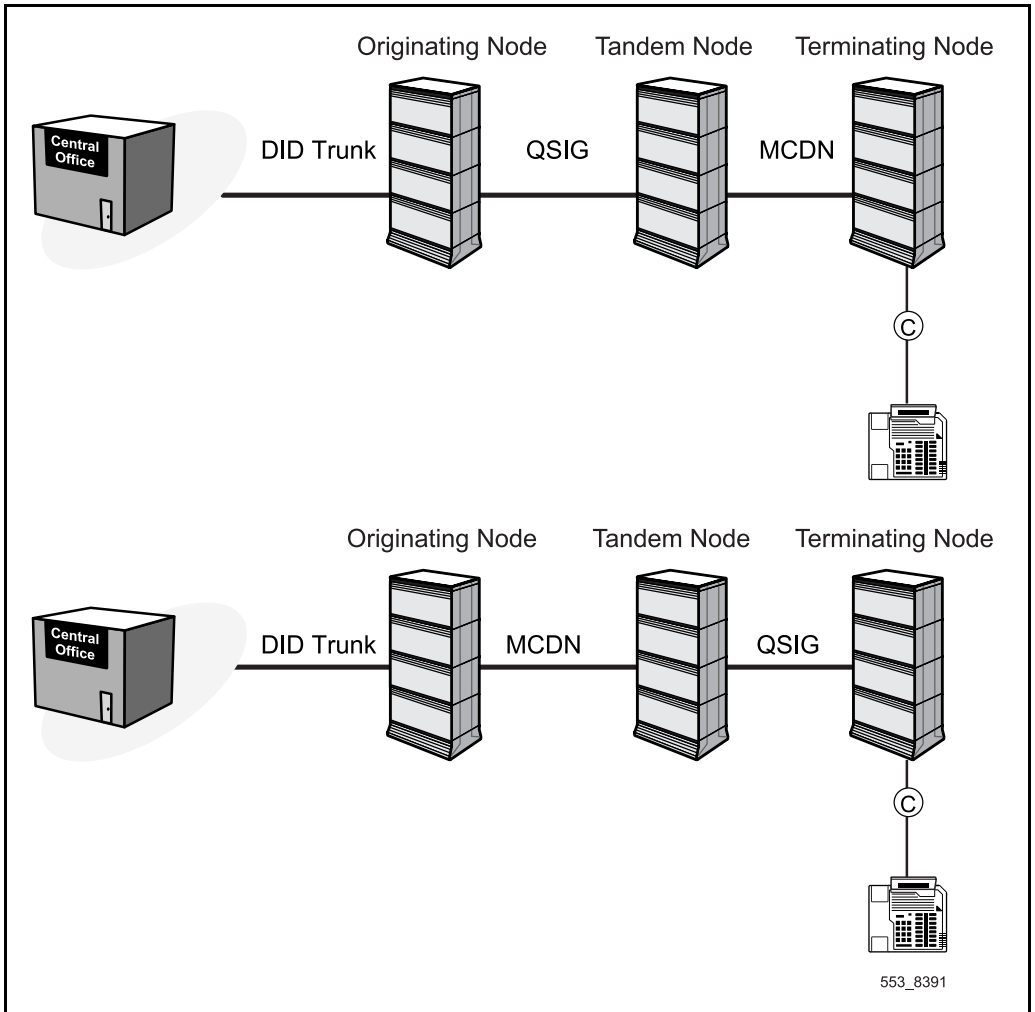 Originating Node Tandem Node Terminating Node
Central
Office
DID Trunk QSIG MCDN
C
Originating Node Tandem Node Terminating Node
Central
Office
DID Trunk MCDN QSIG
C
553_8391